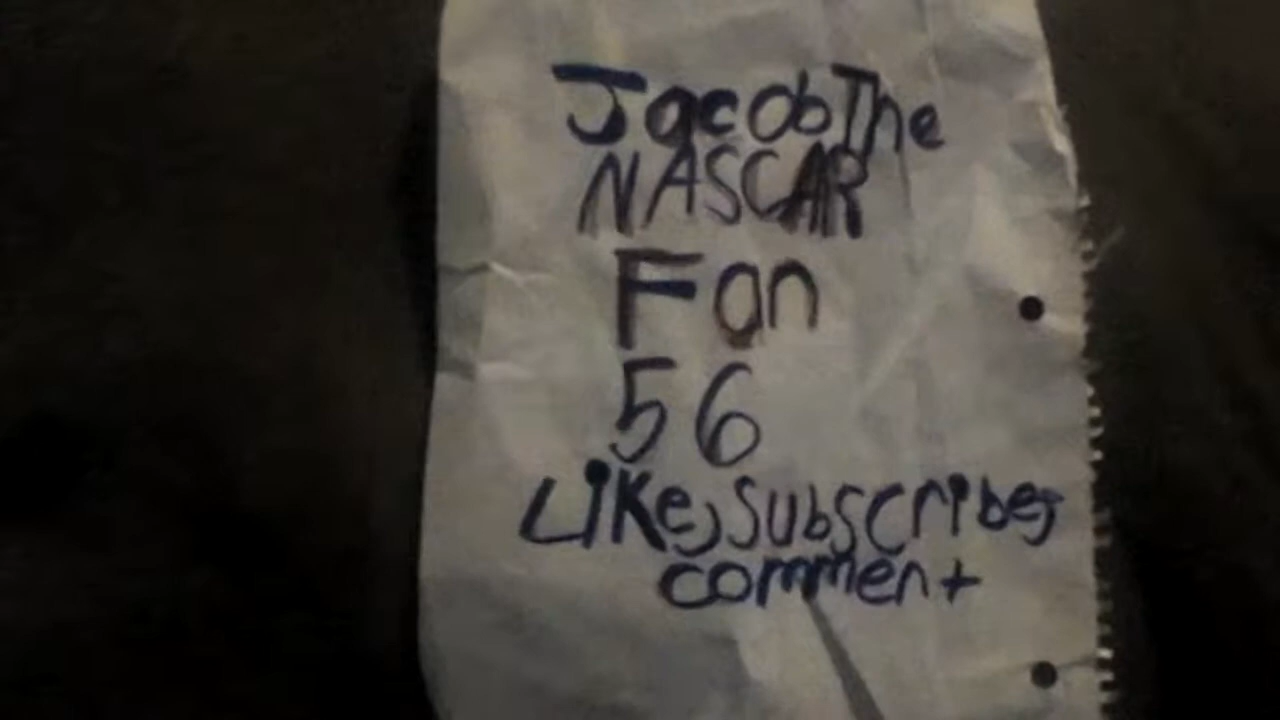 JacobThe
NASCAR
Fan
56
Like, Subscribe,
comment